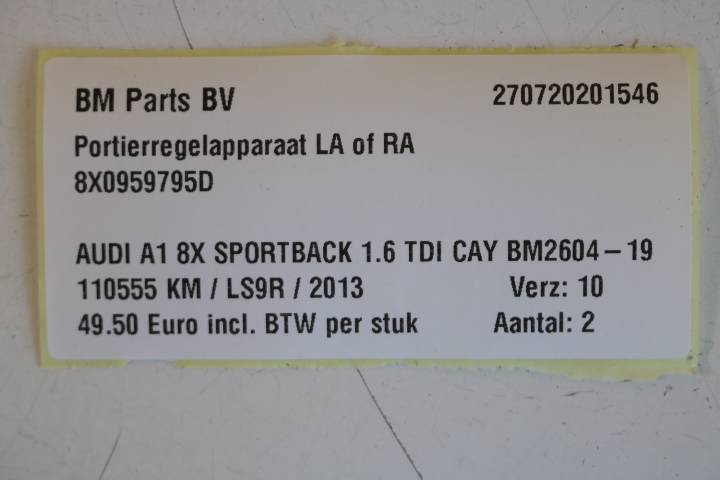 BM Parts BV 270720201546
Portierregelapparaat LA of RA
8X0959795D
AUDI A1 8X SPORTBACK 1.6 TDI CAY BM2604-19
110555 KM / LS9R / 2013 Verz: 10
49.50 Euro incl. BTW per stuk Aantal: 2